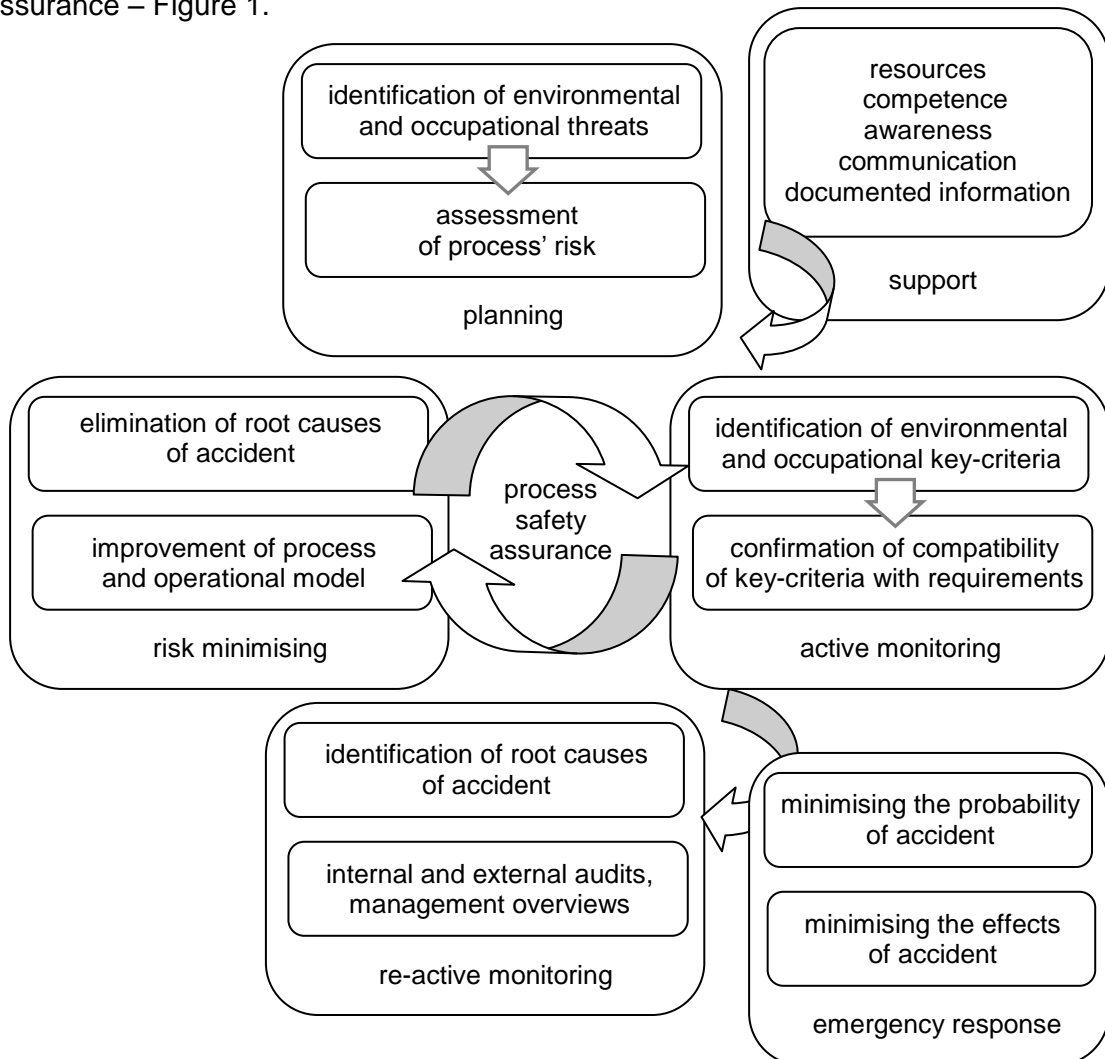 ssurance – Figure 1.
identification of environmental
and occupational threats
assessment
of process’ risk
planning
resources
competence
awareness
communication
documented information
support
elimination of root causes
of accident
improvement of process
and operational model
risk minimising
process
safety
assurance
identification of environmental
and occupational key-criteria
confirmation of compatibility
of key-criteria with requirements
active monitoring
identification of root causes
of accident
internal and external audits,
management overviews
re-active monitoring
minimising the probability
of accident
minimising the effects
of accident
emergency response